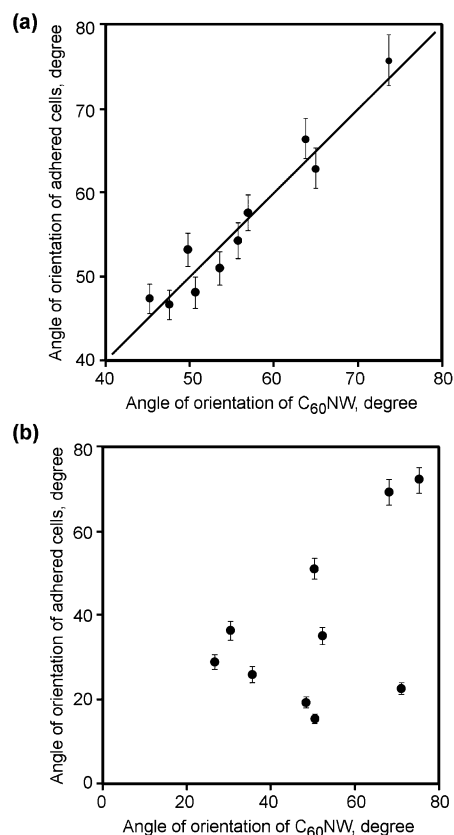 (a)
Angle of orientation of adhered cells, degree
80
70
60
50
40
40 50 60 70 80
Angle of orientation of C₆₀NW, degree
(b)
Angle of orientation of adhered cells, degree
80
60
40
20
0
0 20 40 60 80
Angle of orientation of C₆₀NW, degree